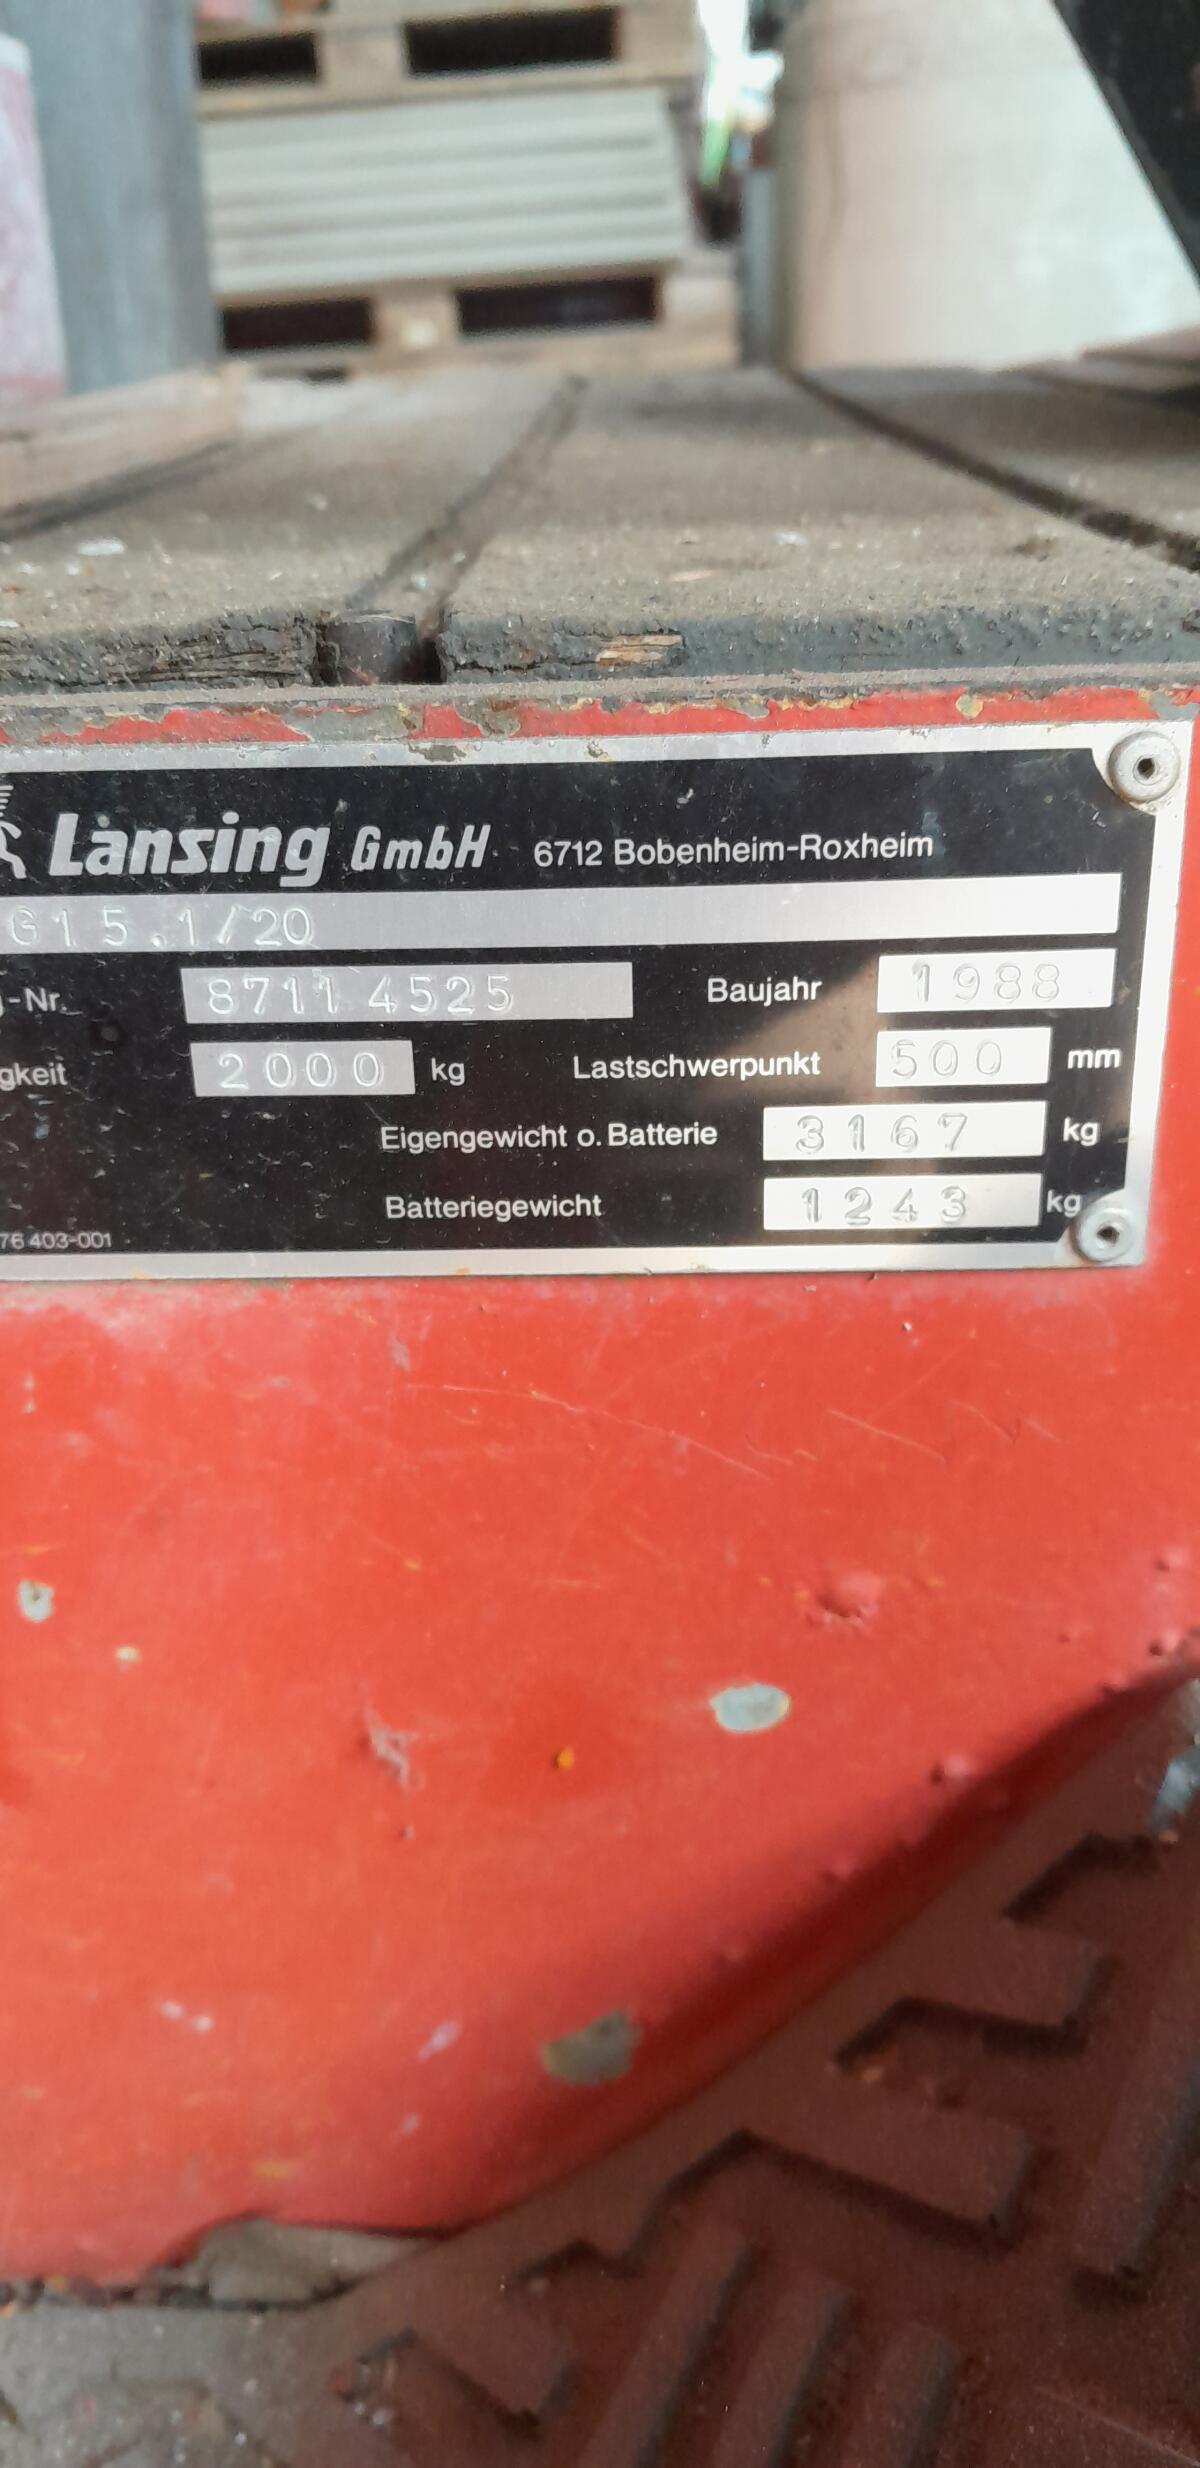 Lansing GmbH 6712 Bobenheim-Roxheim
G15.1/20
-Nr. 8711 4525 Baujahr 1988
gkeit 2000 kg Lastschwerpunkt 500 mm
Eigengewicht o. Batterie 3167 kg
Batteriegewicht 1243 kg
76 403-001